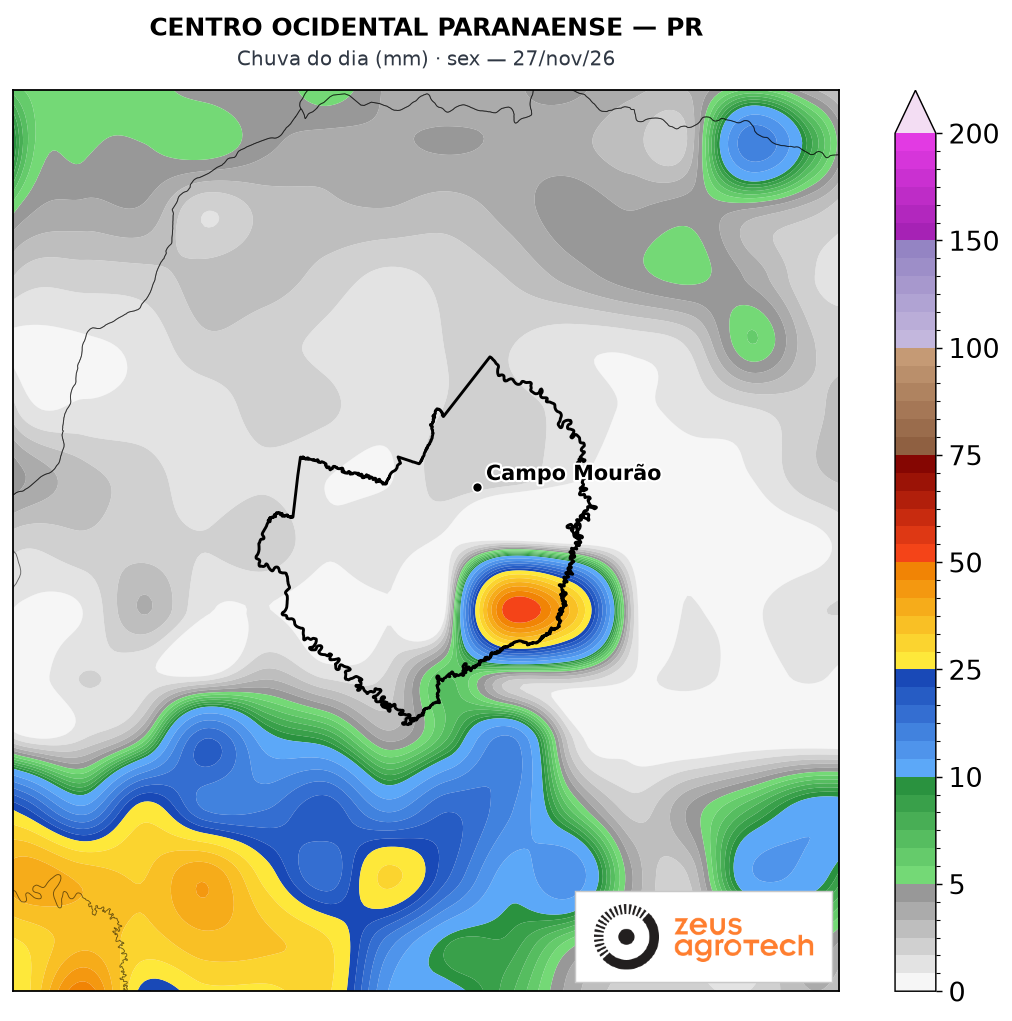 CENTRO OCIDENTAL PARANAENSE — PR
Chuva do dia (mm) · sex — 27/nov/26
Campo Mourão
200
150
100
75
50
25
10
5
0
zeus
agrotech